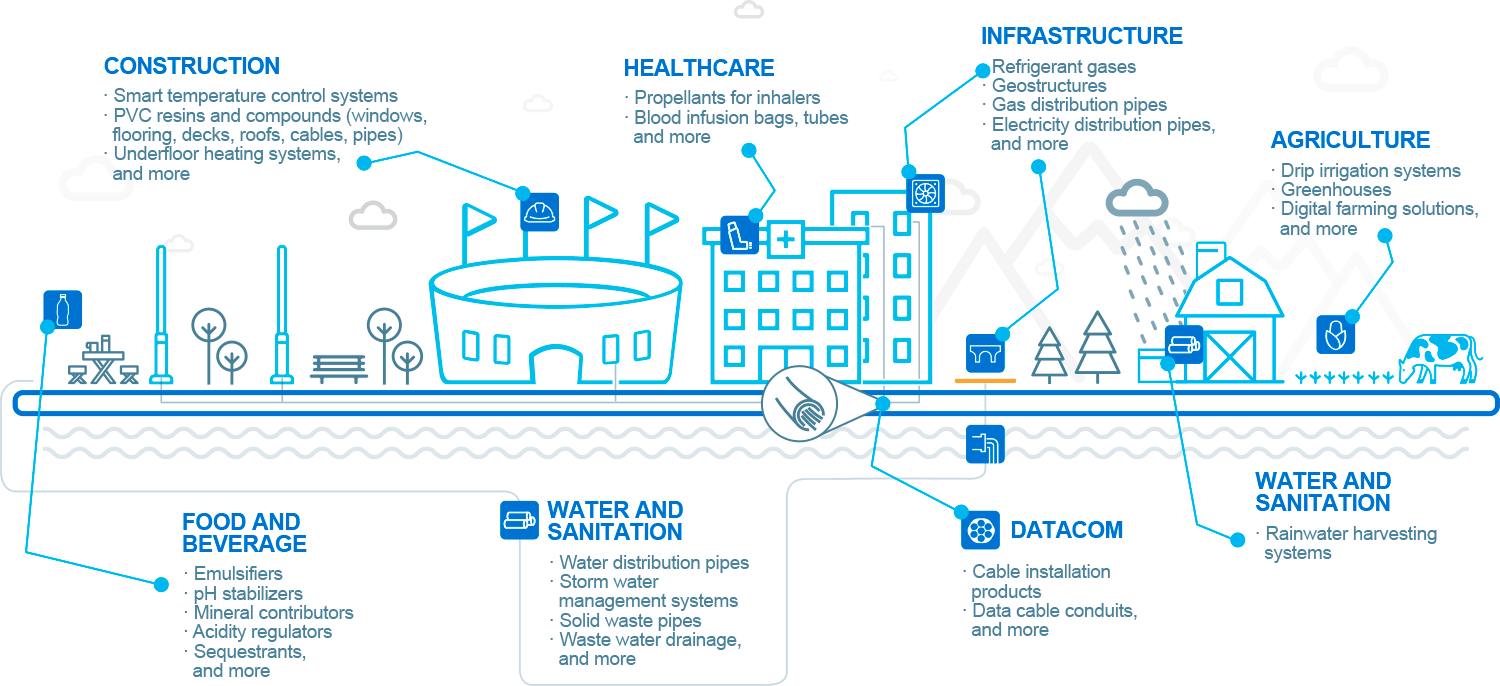 CONSTRUCTION
· Smart temperature control systems
· PVC resins and compounds (windows,
flooring, decks, roofs, cables, pipes)
· Underfloor heating systems,
and more
HEALTHCARE
· Propellants for inhalers
· Blood infusion bags, tubes
and more
INFRASTRUCTURE
· Refrigerant gases
· Geostructures
· Gas distribution pipes
· Electricity distribution pipes,
and more
AGRICULTURE
· Drip irrigation systems
· Greenhouses
· Digital farming solutions,
and more
FOOD AND
BEVERAGE
· Emulsifiers
· pH stabilizers
· Mineral contributors
· Acidity regulators
· Sequestrants,
and more
WATER AND
SANITATION
· Water distribution pipes
· Storm water
management systems
· Solid waste pipes
· Waste water drainage,
and more
DATACOM
· Cable installation
products
· Data cable conduits,
and more
WATER AND
SANITATION
· Rainwater harvesting
systems